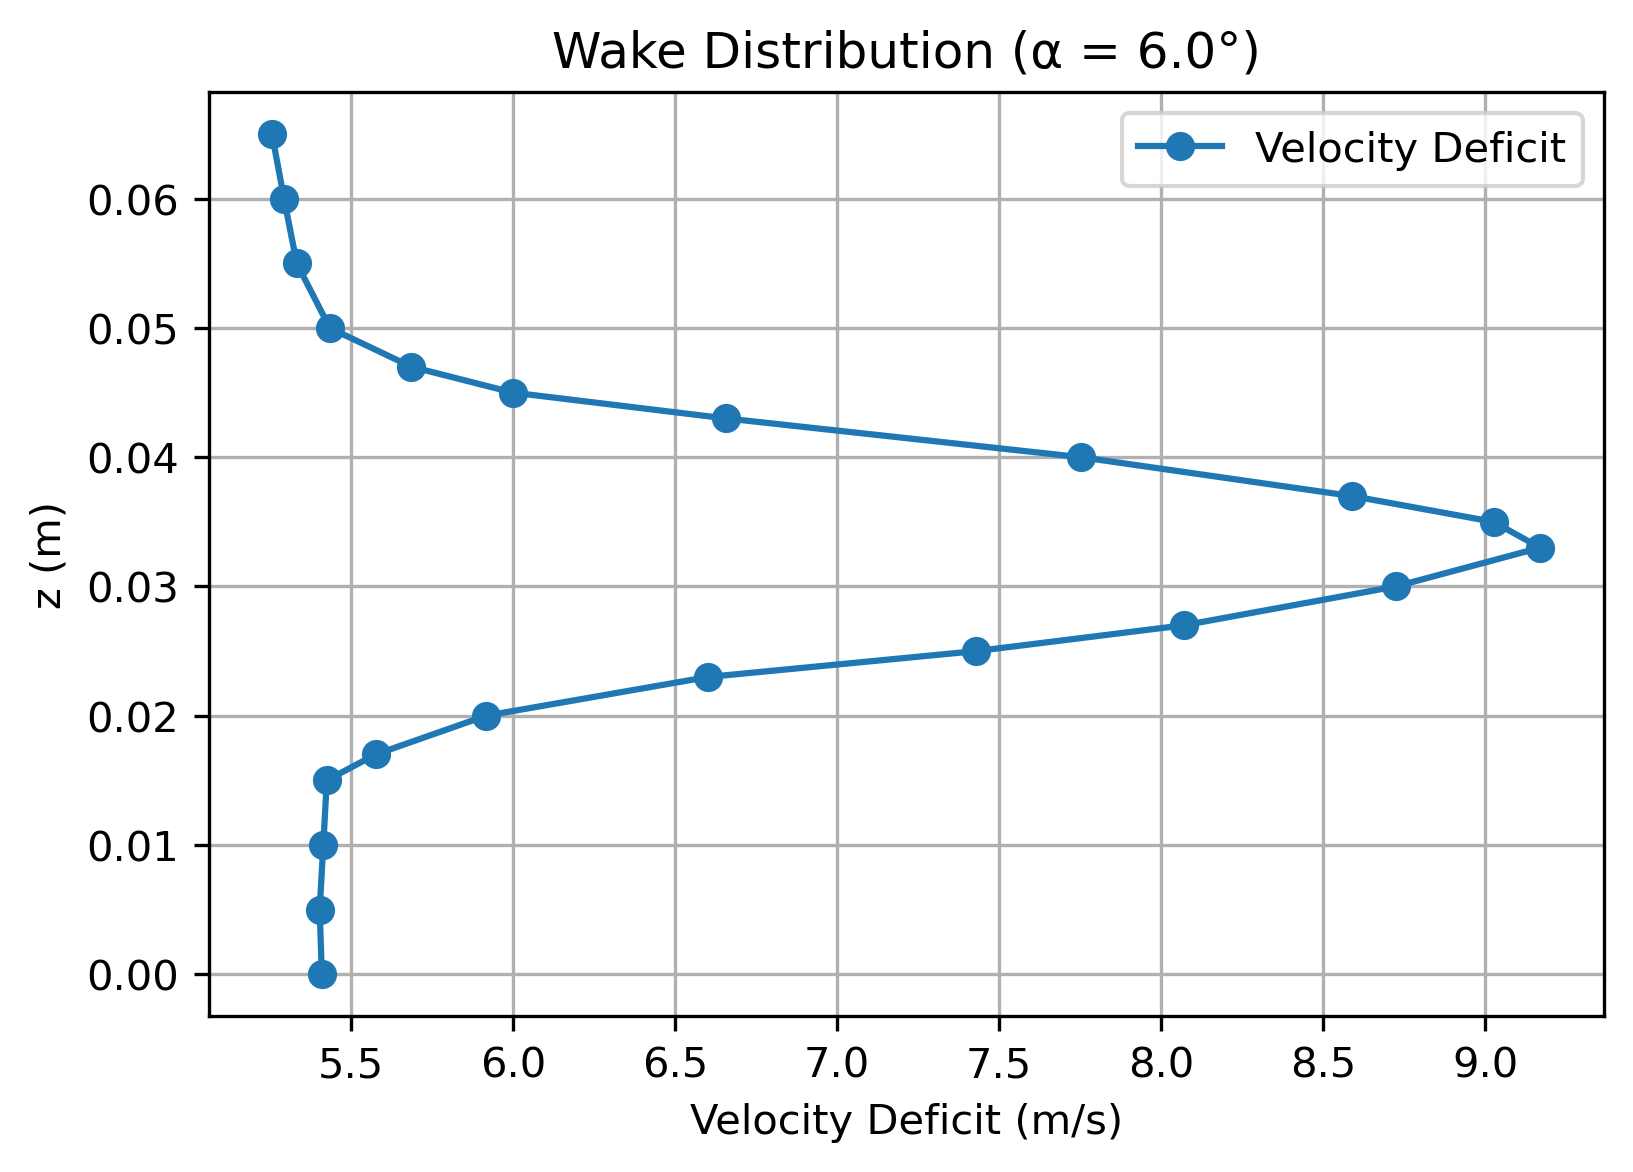 Wake Distribution (α = 6.0°)
Velocity Deficit
z (m)
0.06
0.05
0.04
0.03
0.02
0.01
0.00
5.5 6.0 6.5 7.0 7.5 8.0 8.5 9.0
Velocity Deficit (m/s)